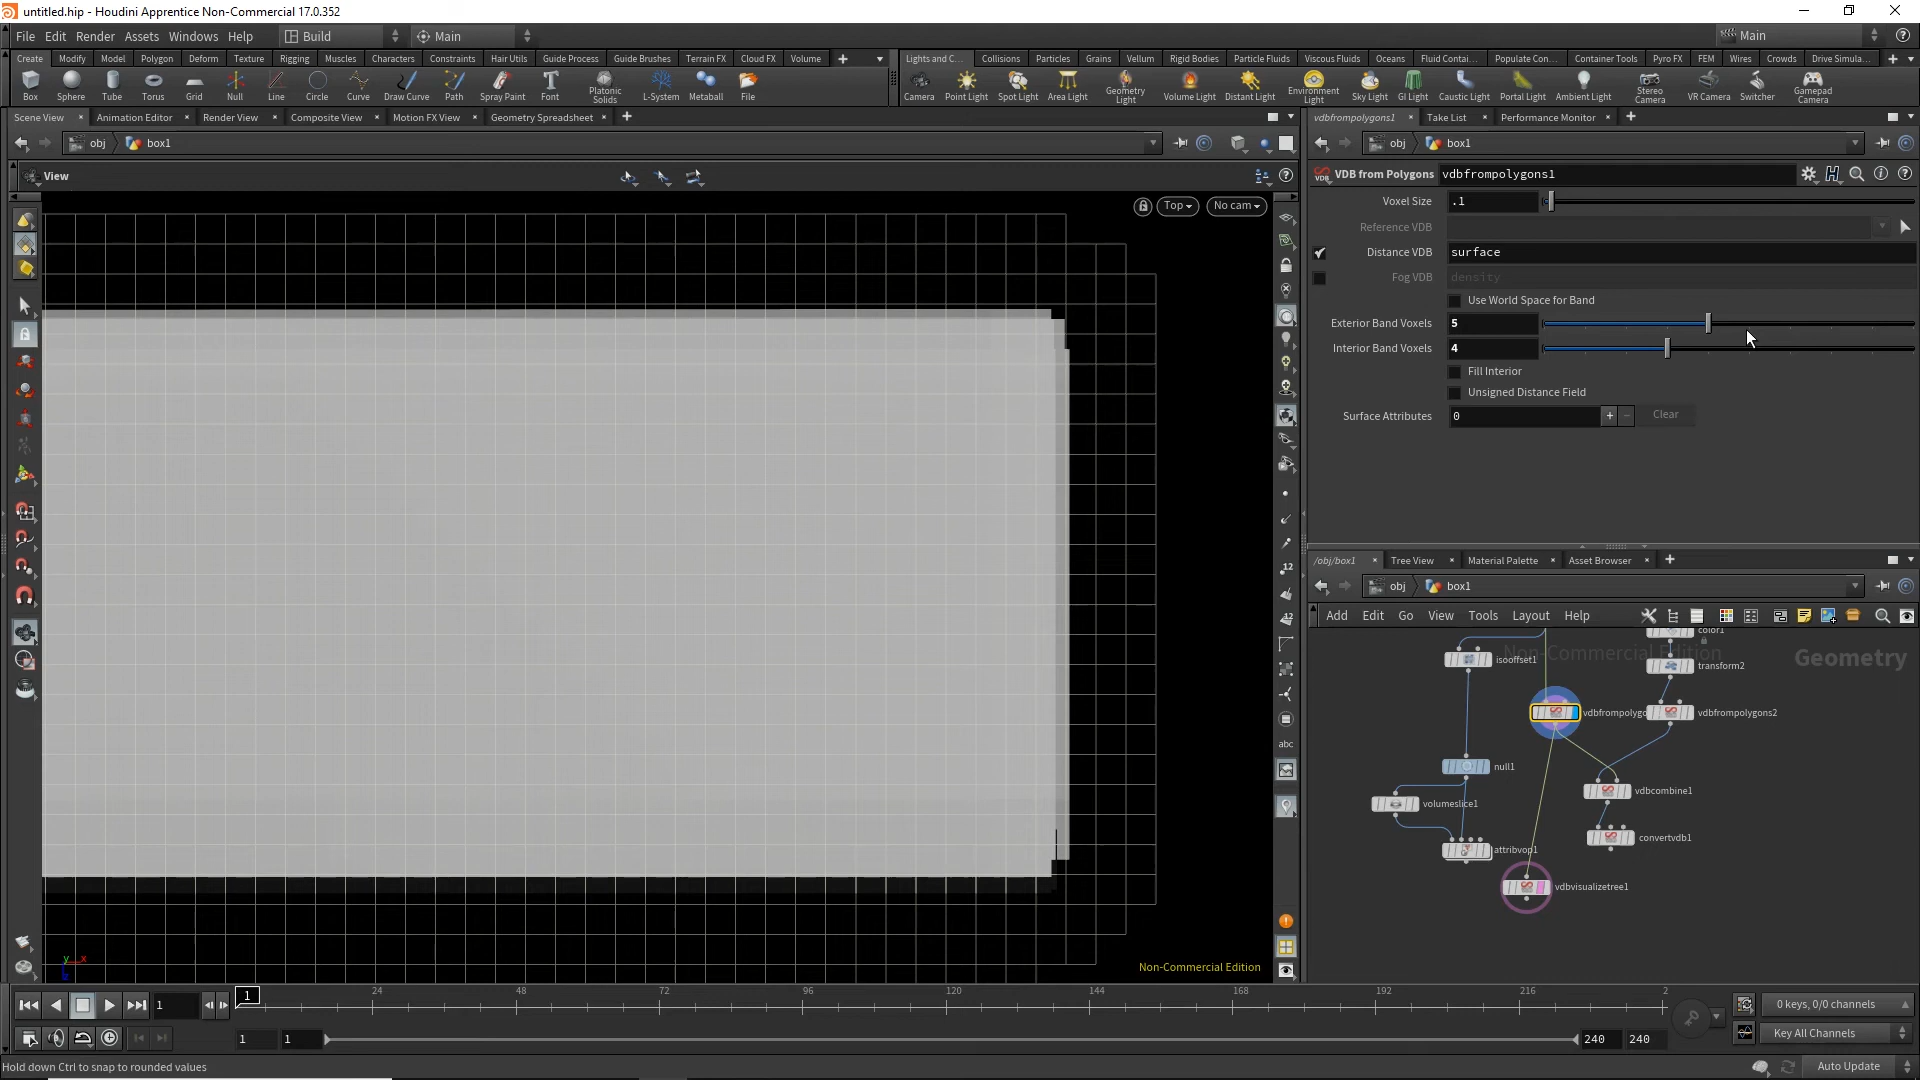 untitled.hip - Houdini Apprentice Non-Commercial 17.0.352
File Edit Render Assets Windows Help Build Main Main
Create Modify Model Polygon Deform Texture Rigging Muscles Characters Constraints Hair Utils Guide Process Guide Brushes Terrain FX Cloud FX Volume
Lights and C... Collisions Particles Grains Vellum Rigid Bodies Particle Fluids Viscous Fluids Oceans Fluid Contai... Populate Con... Container Tools Pyro FX FEM Wires Crowds Drive Simula...
Box Sphere Tube Torus Grid Null Line Circle Curve Draw Curve Path Spray Paint Font Platonic Solids L-System Metaball File
Camera Point Light Spot Light Area Light Geometry Light Volume Light Distant Light Environment Light Sky Light GI Light Caustic Light Portal Light Ambient Light Stereo Camera VR Camera Switcher Gamepad Camera
Scene View Animation Editor Render View Composite View Motion FX View Geometry Spreadsheet
obj box1
View
Top No cam
abc
Non-Commercial Edition
vdbfrompolygons1 Take List Performance Monitor
obj box1
VDB from Polygons vdbfrompolygons1
Voxel Size .1
Reference VDB
Distance VDB surface
Fog VDB density
Use World Space for Band
Exterior Band Voxels 5
Interior Band Voxels 4
Fill Interior
Unsigned Distance Field
Surface Attributes 0 Clear
/obj/box1 Tree View Material Palette Asset Browser
obj box1
Add Edit Go View Tools Layout Help
Non-Commercial Edition
Geometry
color1
isooffset1
transform2
vdbfrompolygo
vdbfrompolygons2
null1
vdbcombine1
volumeslice1
convertvdb1
attribvop1
vdbvisualizetree1
1 1 24 48 72 96 120 144 168 192 216 2
0 keys, 0/0 channels
1 1 240 240
Key All Channels
Hold down Ctrl to snap to rounded values
Auto Update